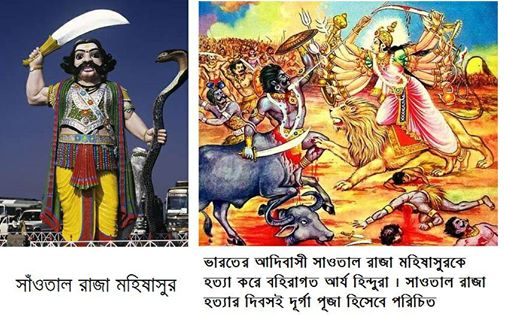 সাঁওতাল রাজা মহিষাসুর
ভারতের আদিবাসী সাওতাল রাজা মহিষাসুরকে
হত্যা করে বহিরাগত আর্য হিন্দুরা । সাওতাল রাজা
হত্যার দিবসই দূর্গা পূজা হিসেবে পরিচিত